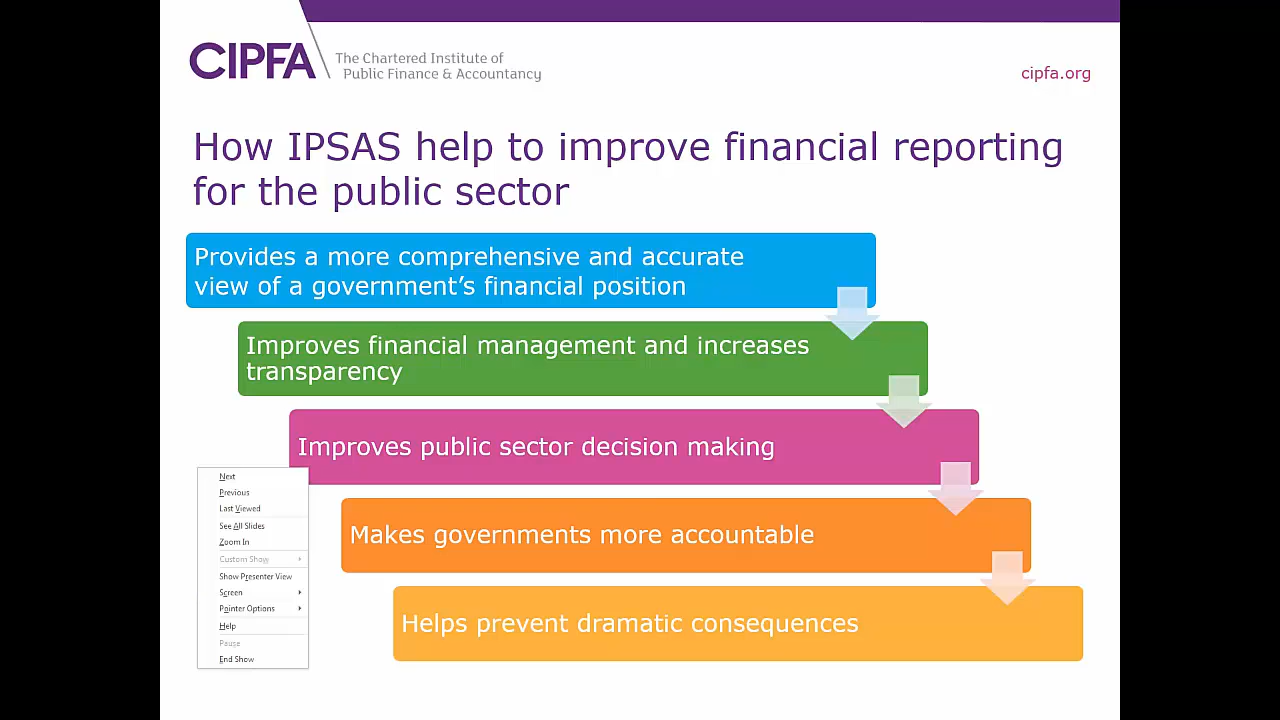 CIPFA
The Chartered Institute of
Public Finance & Accountancy
cipfa.org
How IPSAS help to improve financial reporting
for the public sector
Provides a more comprehensive and accurate
view of a government's financial position
Improves financial management and increases
transparency
Improves public sector decision making
Makes governments more accountable
Helps prevent dramatic consequences
Next
Previous
Last Viewed
See All Slides
Zoom In
Custom Show
Show Presenter View
Screen
Pointer Options
Help
Pause
End Show